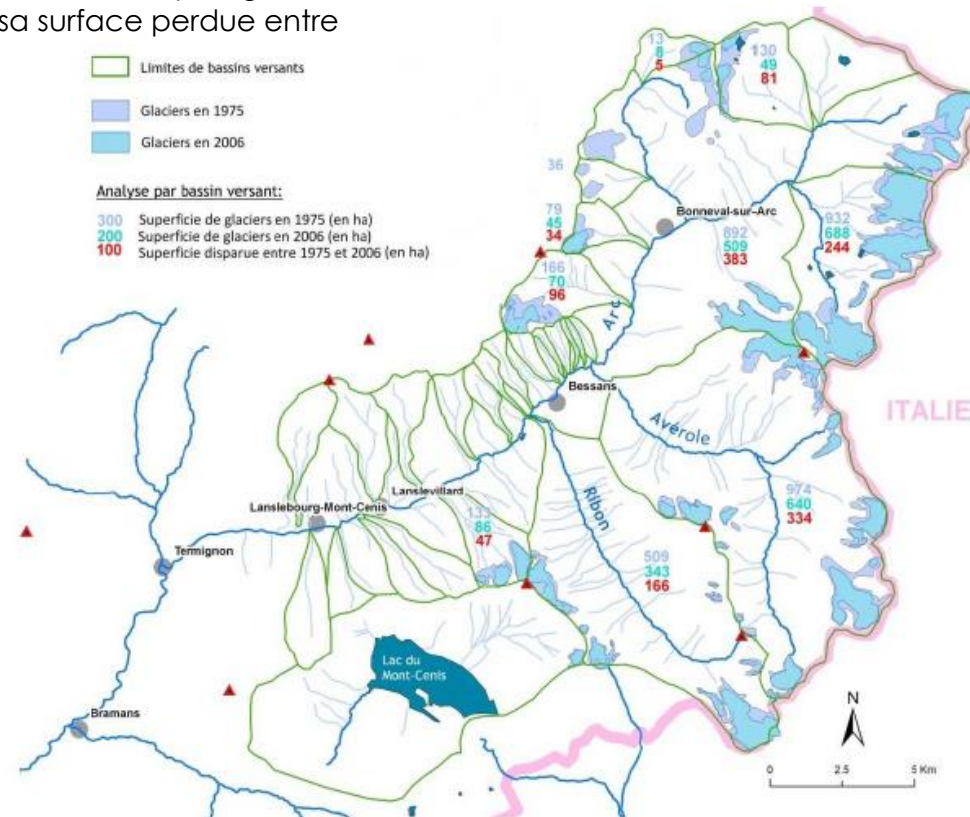 sa surface perdue entre
Limites de bassins versants
Glaciers en 1975
Glaciers en 2006
Analyse par bassin versant:
300 Superficie de glaciers en 1975 (en ha)
200 Superficie de glaciers en 2006 (en ha)
100 Superficie disparue entre 1975 et 2006 (en ha)
13
8
5
130
49
81
36
79
45
34
Bonneval-sur-Arc
892
509
383
932
688
244
166
70
96
Arc
Bessans
ITALIE
Avérole
Lanslevillard
Lanslebourg-Mont-Cenis
Ribon
974
640
334
133
86
47
Termignon
509
343
166
Lac du
Mont-Cenis
Bramans
N
0 2.5 5 Km